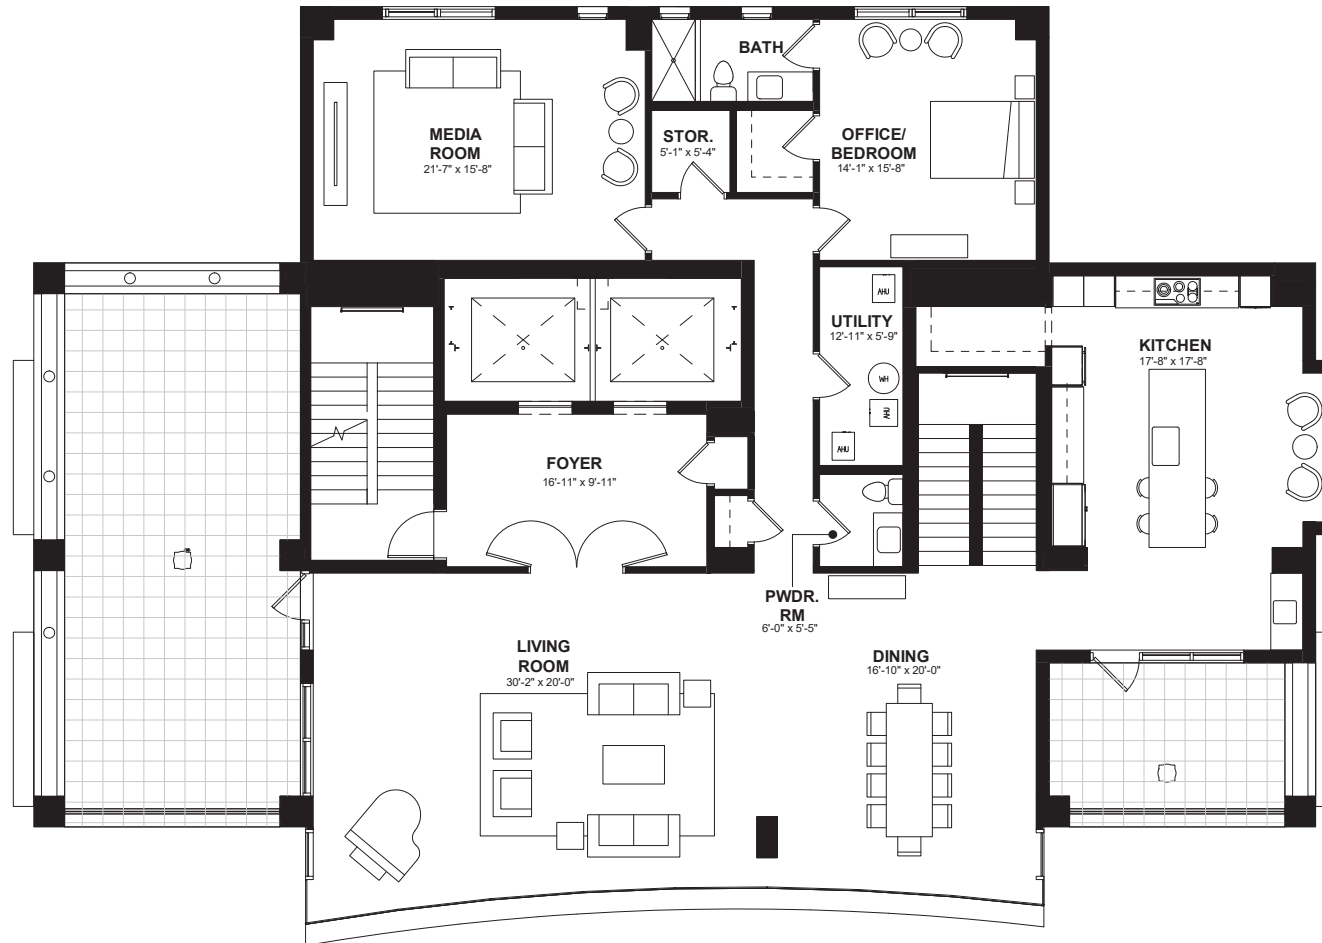 BATH
MEDIA
ROOM
21'-7" x 15'-8"
STOR.
5'-1" x 5'-4"
OFFICE/
BEDROOM
14'-1" x 15'-8"
AHU
UTILITY
12'-11" x 5'-9"
WH
AHU
AHU
KITCHEN
17'-8" x 17'-8"
FOYER
16'-11" x 9'-11"
PWDR.
RM
6'-0" x 5'-5"
LIVING
ROOM
30'-2" x 20'-0"
DINING
16'-10" x 20'-0"